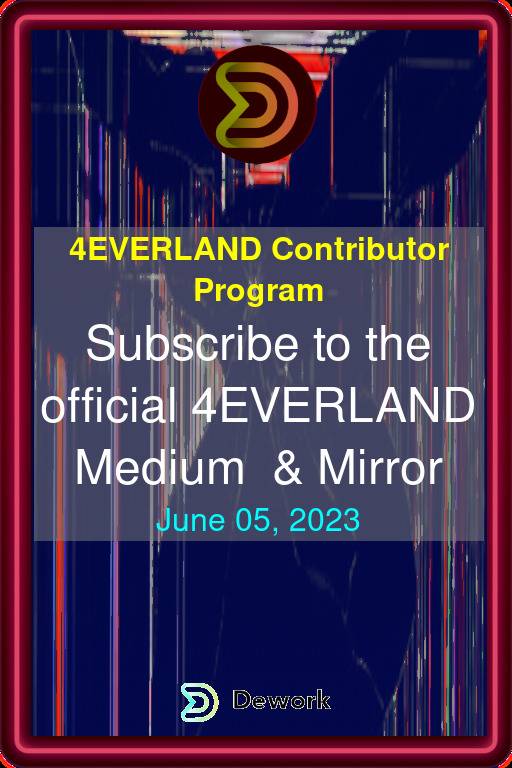 4EVERLAND Contributor
Program
Subscribe to the
official 4EVERLAND
Medium  & Mirror
June 05, 2023
Dework